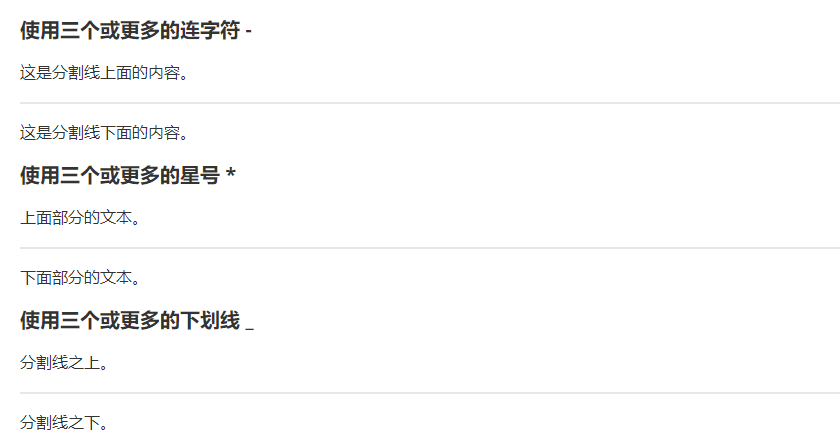 使用三个或更多的连字符 -
这是分割线上面的内容。
这是分割线下面的内容。
使用三个或更多的星号 *
上面部分的文本。
下面部分的文本。
使用三个或更多的下划线 _
分割线之上。
分割线之下。